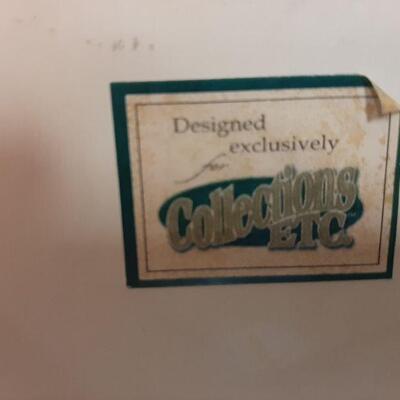 Designed
exclusively
for
Collections
ETC.